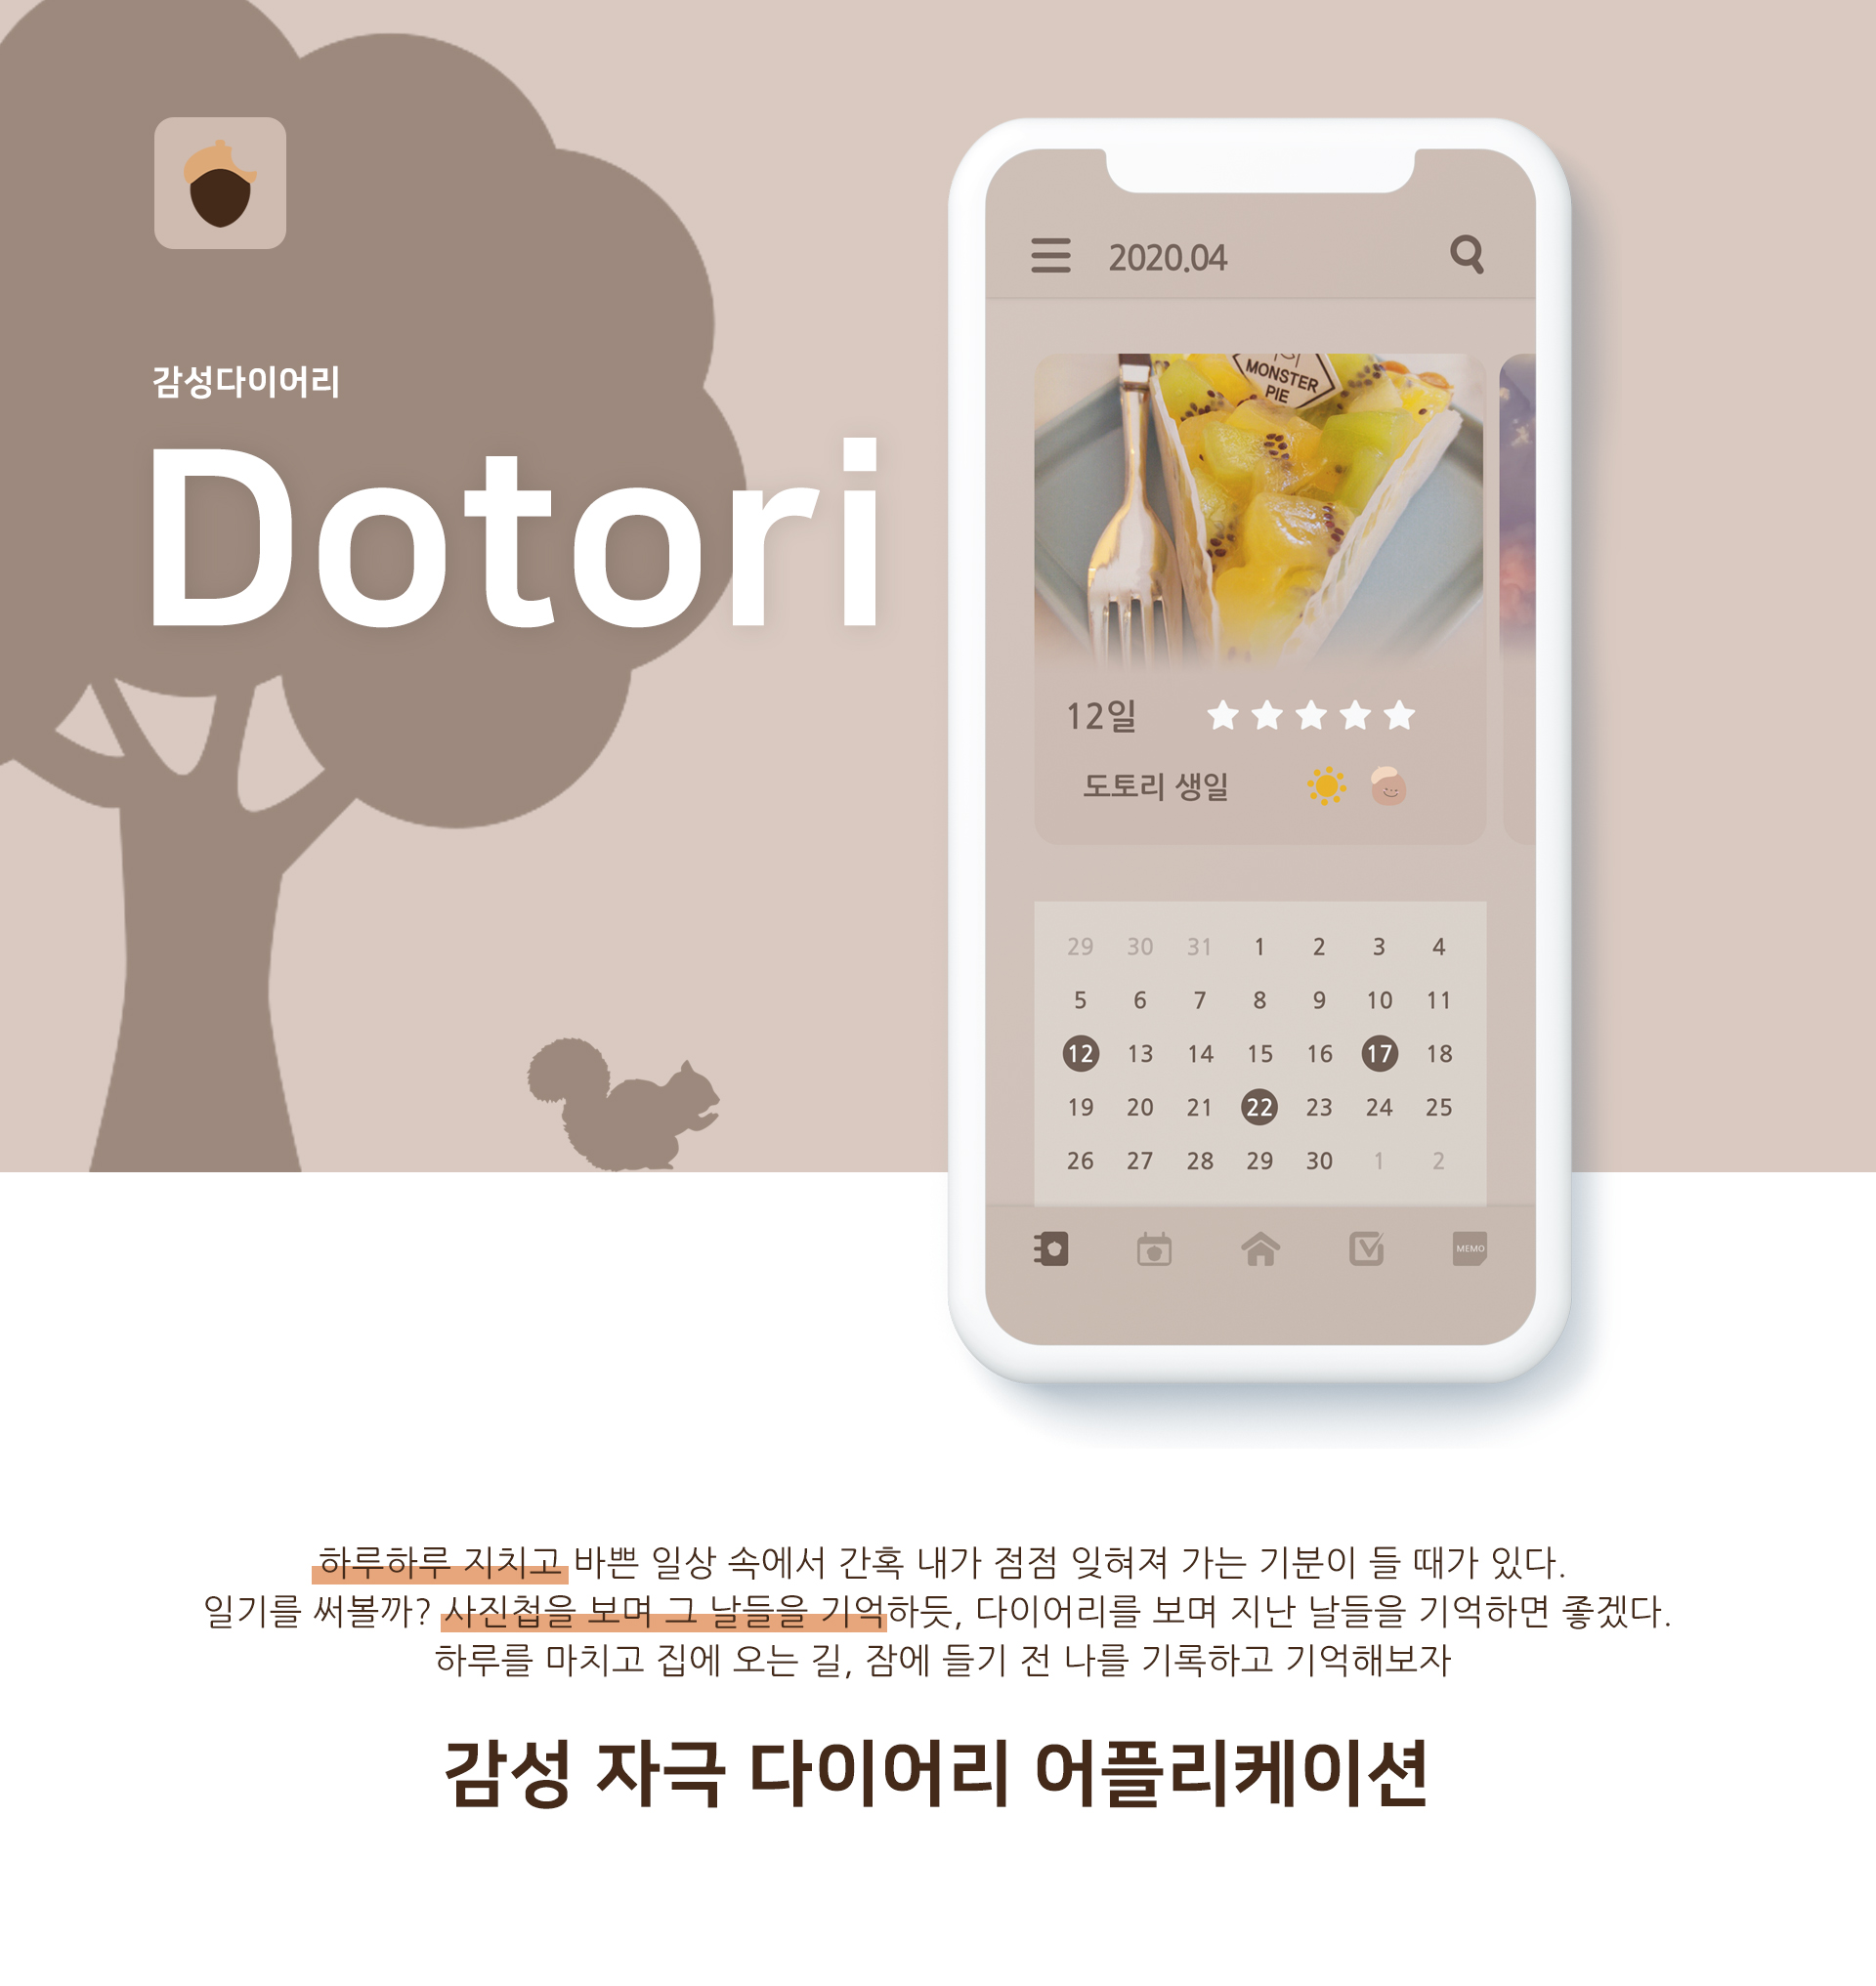 감성다이어리
Dotori
2020.04
MONSTER
PIE
12일
도토리 생일
29 30 31 1 2 3 4
5 6 7 8 9 10 11
12 13 14 15 16 17 18
19 20 21 22 23 24 25
26 27 28 29 30 1 2
MEMO
하루하루 지치고 바쁜 일상 속에서 간혹 내가 점점 잊혀져 가는 기분이 들 때가 있다.
일기를 써볼까? 사진첩을 보며 그 날들을 기억하듯, 다이어리를 보며 지난 날들을 기억하면 좋겠다.
하루를 마치고 집에 오는 길, 잠에 들기 전 나를 기록하고 기억해보자
감성 자극 다이어리 어플리케이션